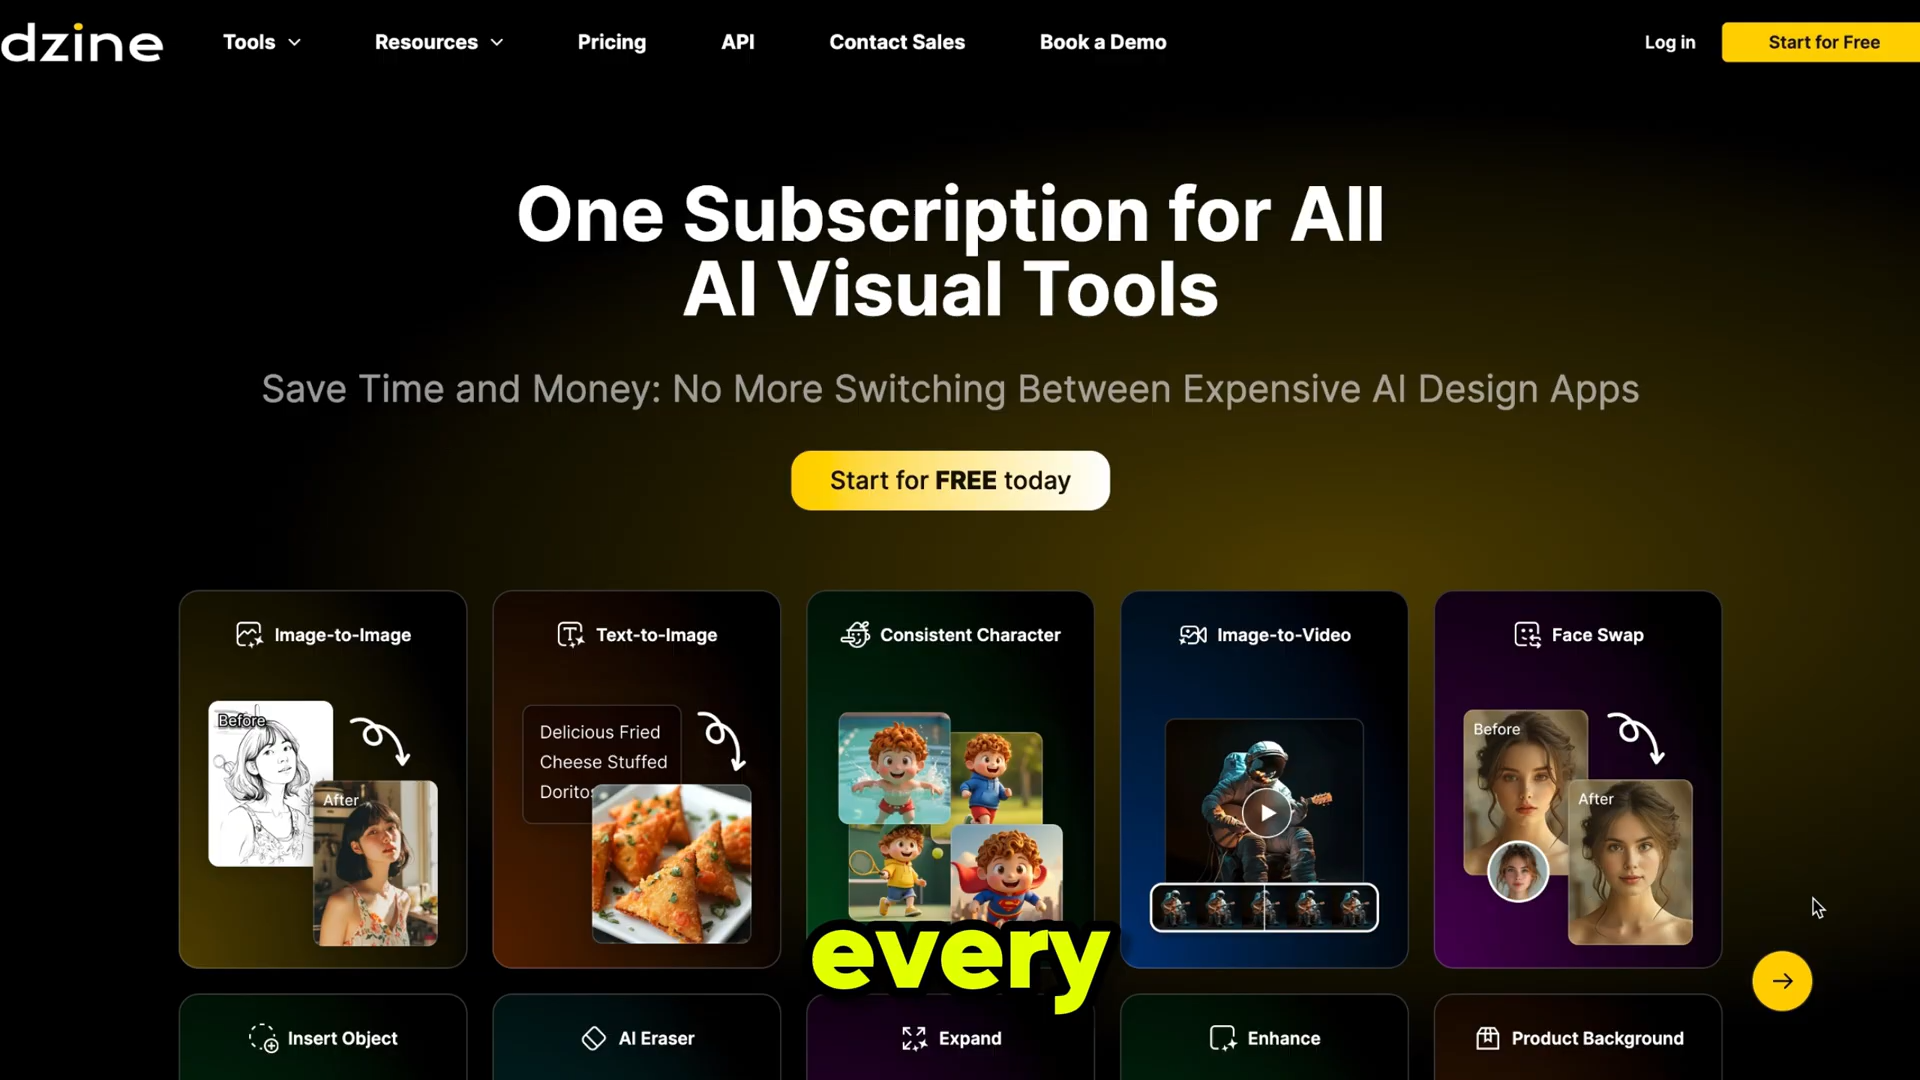 dzine
Tools
Resources
Pricing
API
Contact Sales
Book a Demo
Log in
Start for Free
One Subscription for All
AI Visual Tools
Save Time and Money: No More Switching Between Expensive AI Design Apps
Start for FREE today
Image-to-Image
Before
After
Text-to-Image
Delicious Fried
Cheese Stuffed
Doritos
Consistent Character
Image-to-Video
Face Swap
Before
After
every
Insert Object
AI Eraser
Expand
Enhance
Product Background